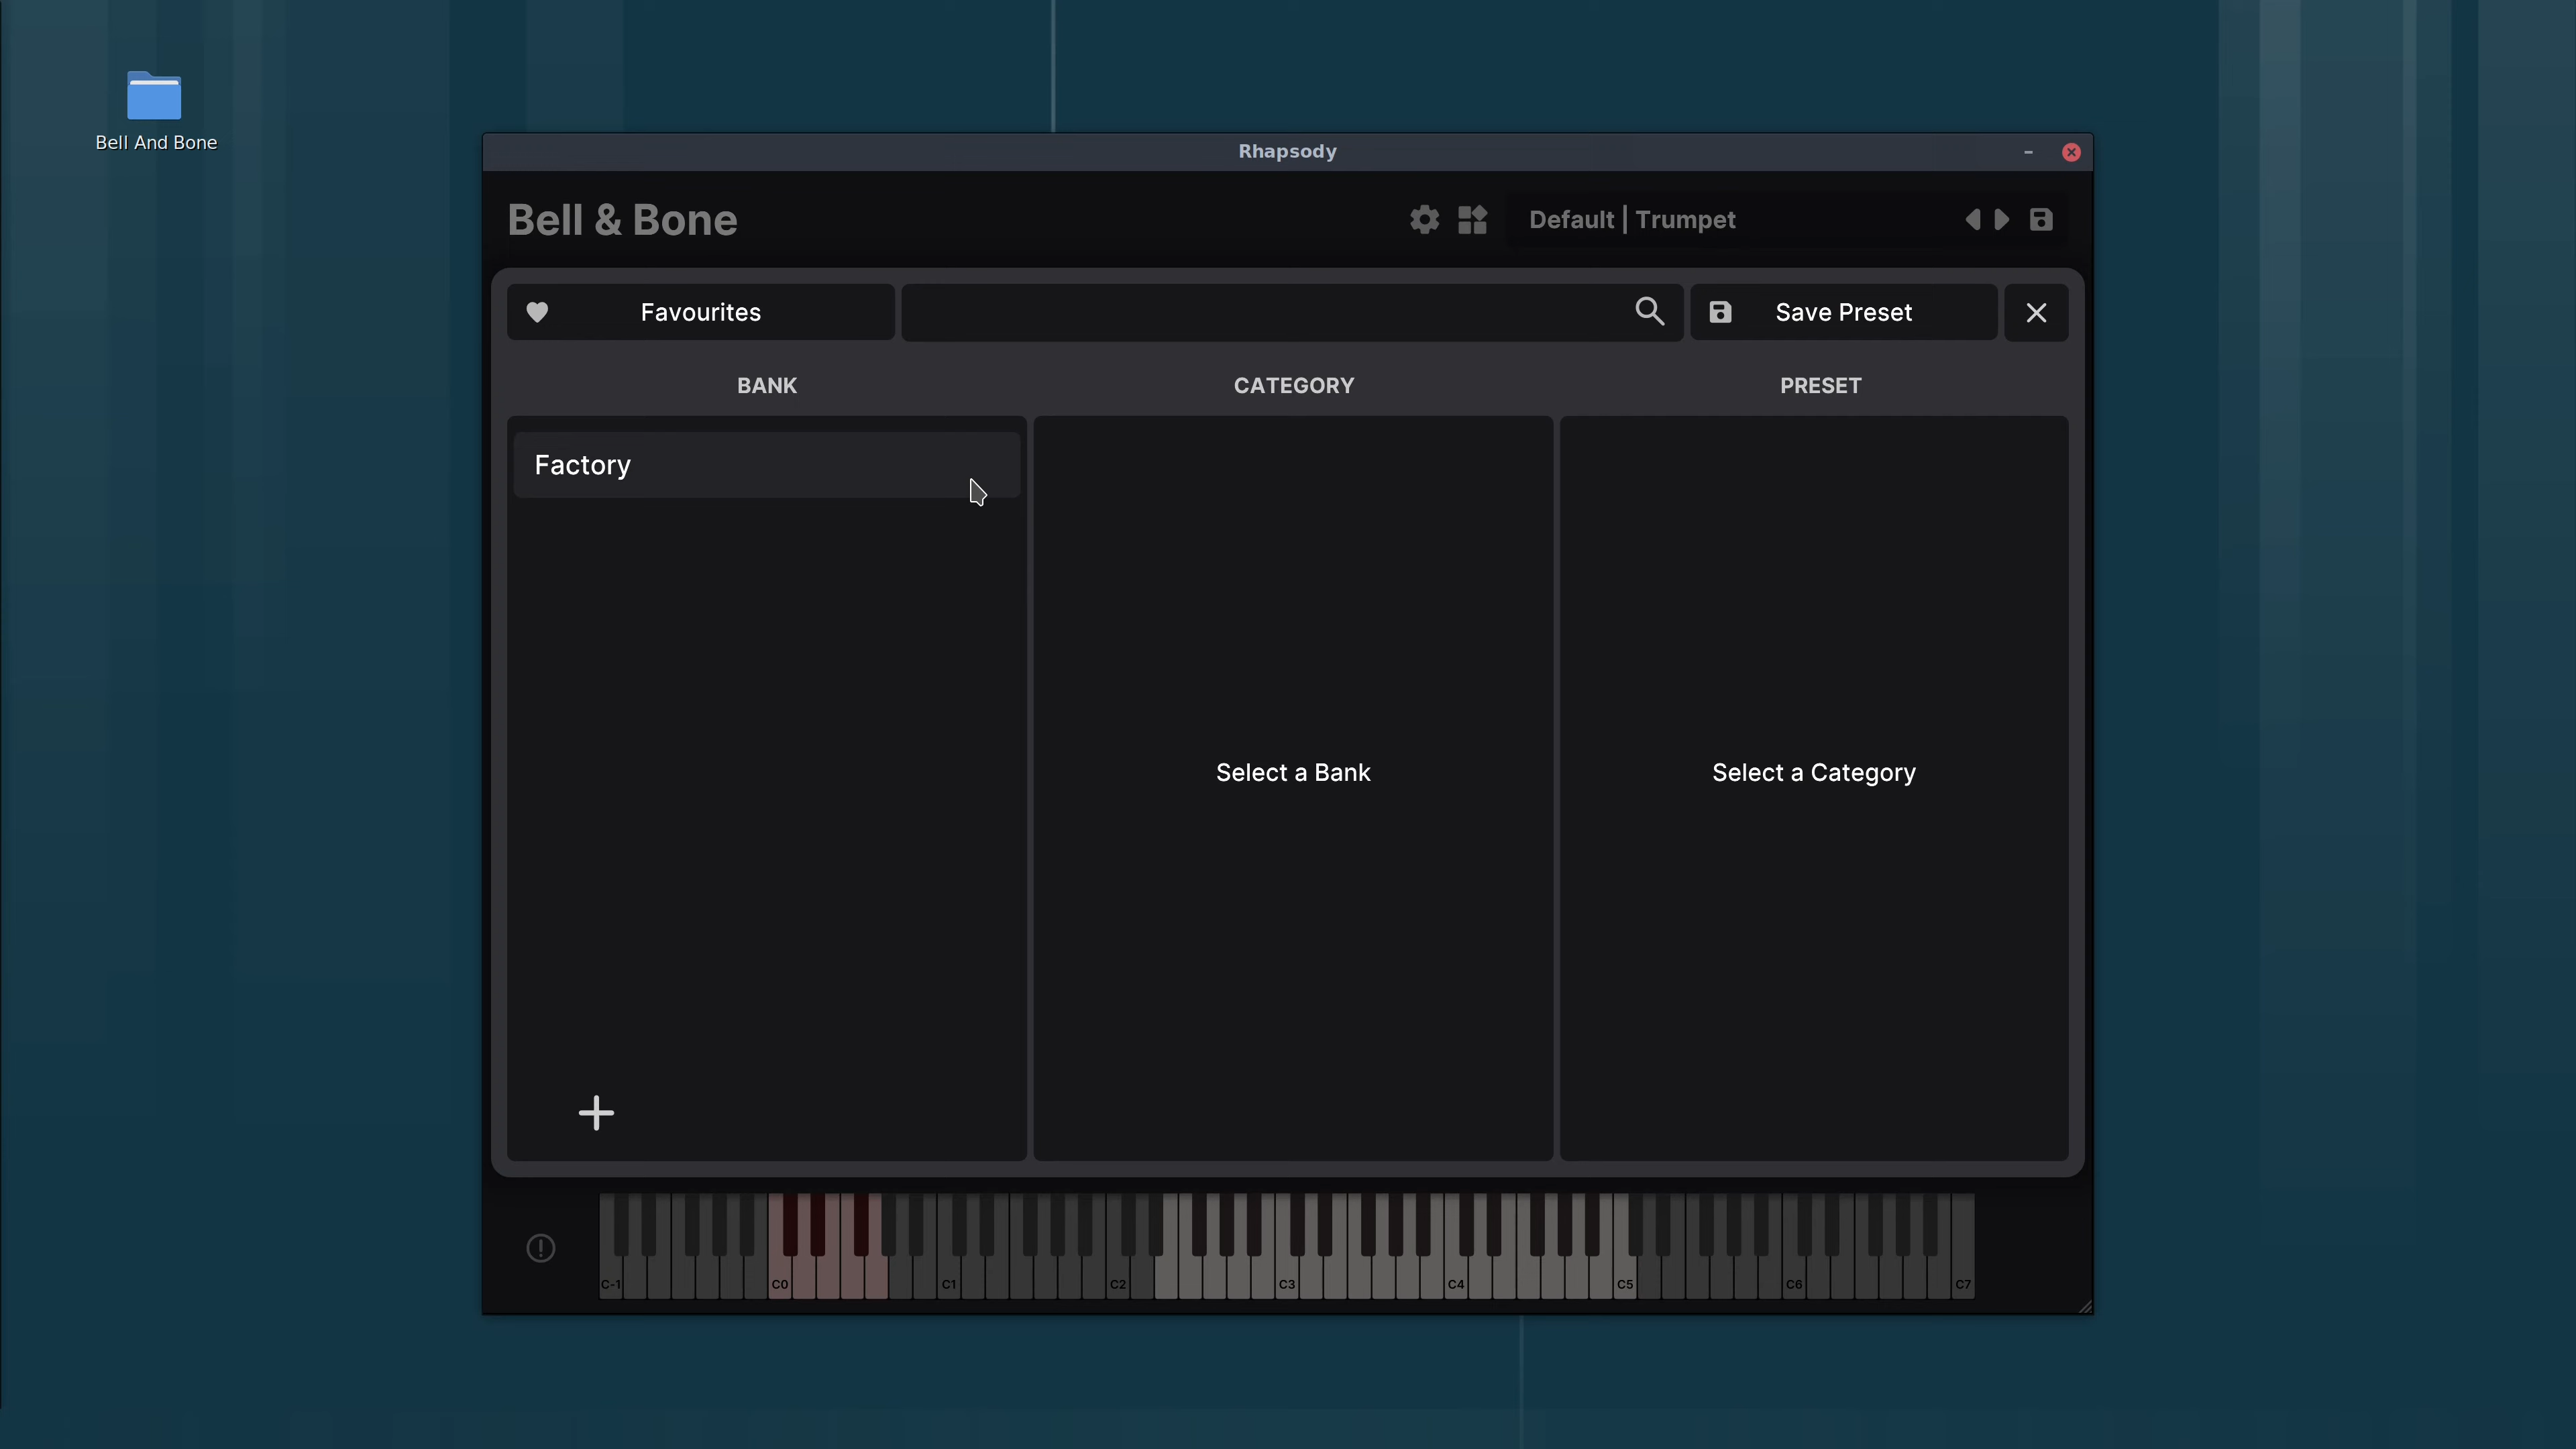 Bell And Bone
Rhapsody
Bell & Bone
Default | Trumpet
Favourites
Save Preset
BANK
CATEGORY
PRESET
Factory
Select a Bank
Select a Category
C-1
C0
C1
C2
C3
C4
C5
C6
C7